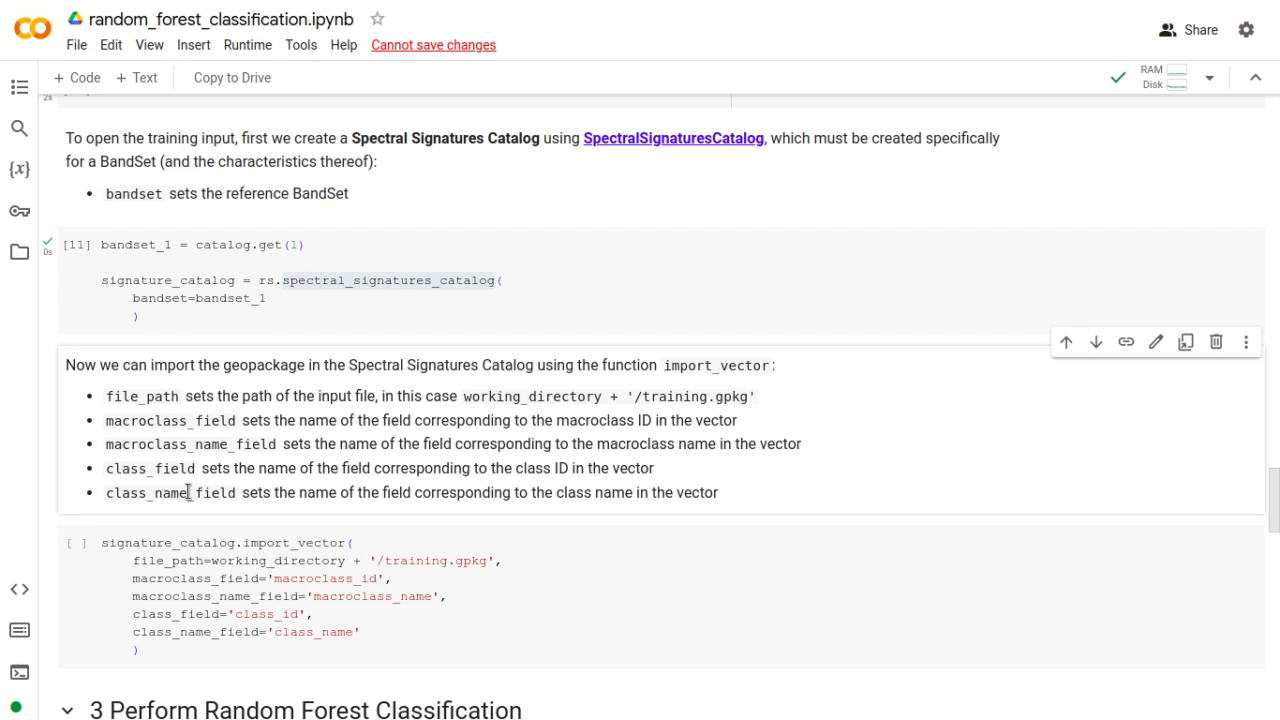 random_forest_classification.ipynb
Share
File Edit View Insert Runtime Tools Help Cannot save changes
+ Code + Text Copy to Drive
RAM
Disk
2s
To open the training input, first we create a Spectral Signatures Catalog using SpectralSignaturesCatalog, which must be created specifically
for a BandSet (and the characteristics thereof):
• bandset sets the reference BandSet
[11] bandset_1 = catalog.get(1)
0s
signature_catalog = rs.spectral_signatures_catalog(
bandset=bandset_1
)
Now we can import the geopackage in the Spectral Signatures Catalog using the function import_vector:
• file_path sets the path of the input file, in this case working_directory + '/training.gpkg'
• macroclass_field sets the name of the field corresponding to the macroclass ID in the vector
• macroclass_name_field sets the name of the field corresponding to the macroclass name in the vector
• class_field sets the name of the field corresponding to the class ID in the vector
• class_name_field sets the name of the field corresponding to the class name in the vector
[ ] signature_catalog.import_vector(
file_path=working_directory + '/training.gpkg',
macroclass_field='macroclass_id',
macroclass_name_field='macroclass_name',
class_field='class_id',
class_name_field='class_name'
)
3 Perform Random Forest Classification